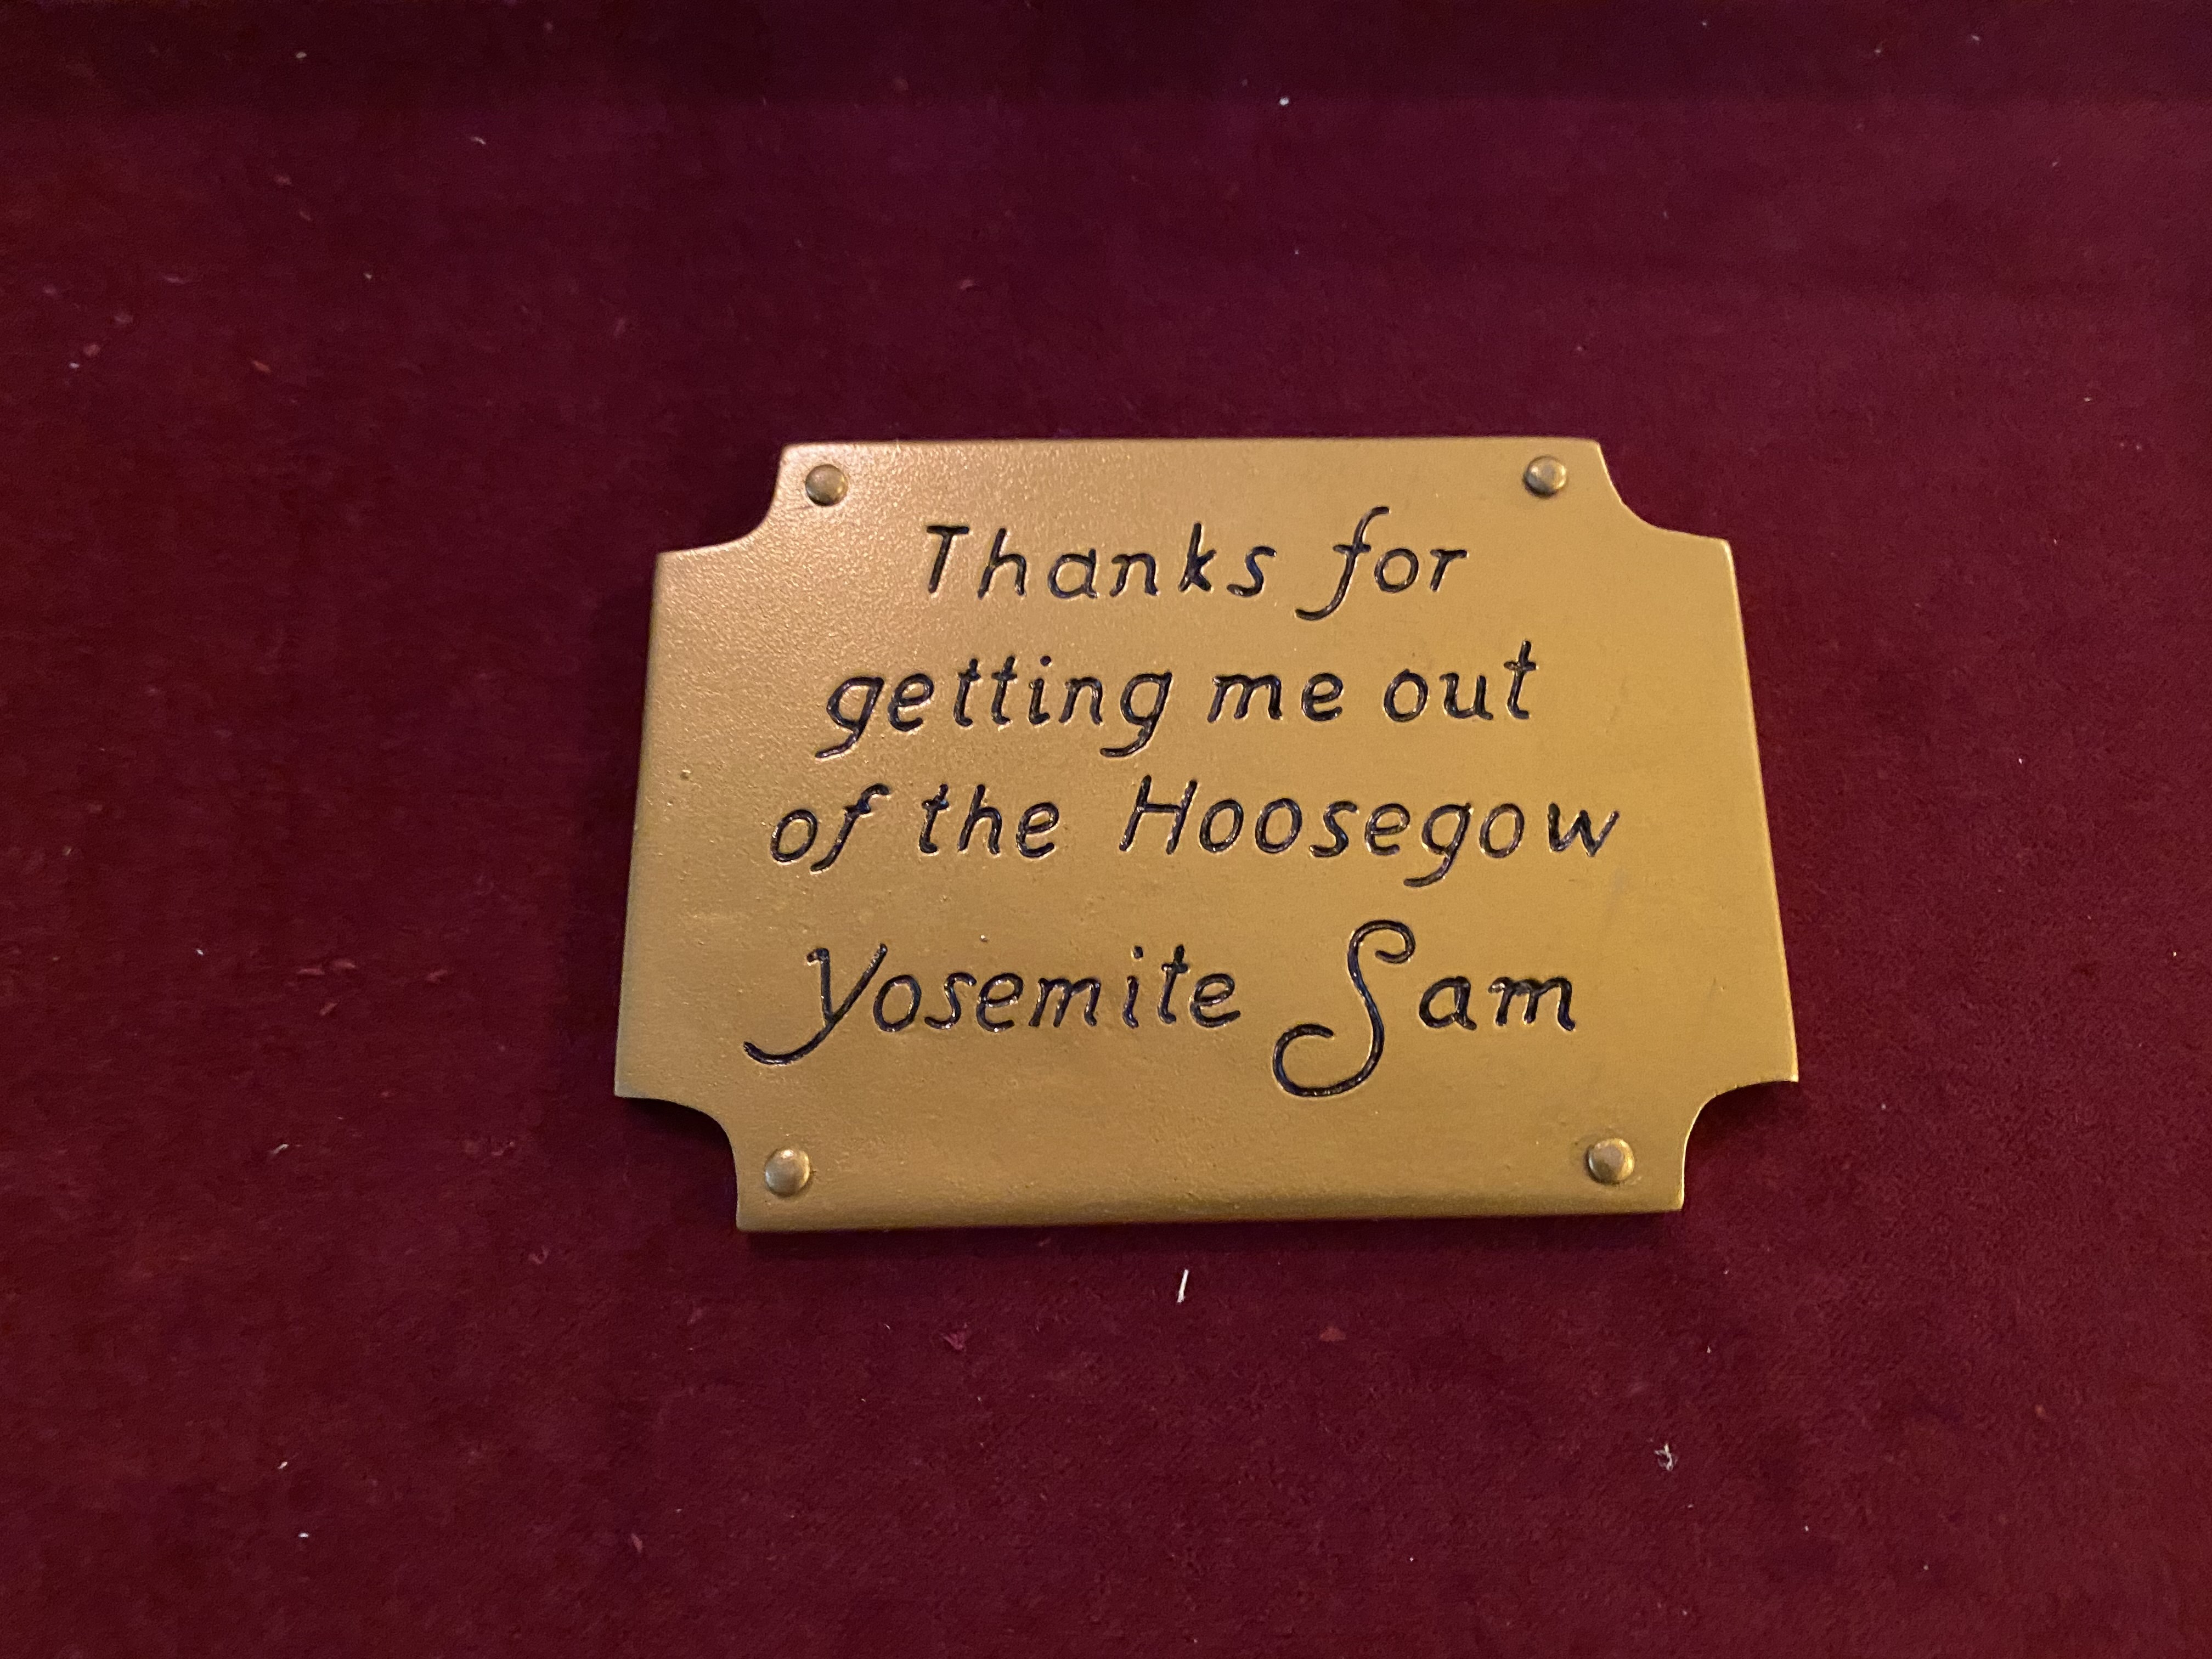 Thanks for
getting me out
of the Hoosegow
Yosemite Sam